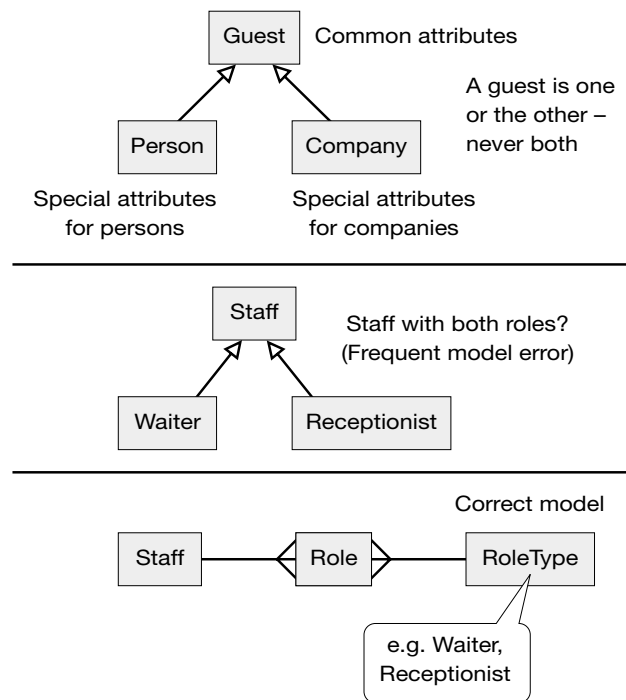 Guest Common attributes
A guest is one
or the other –
never both
Person Company
Special attributes
for persons
Special attributes
for companies
Staff
Staff with both roles?
(Frequent model error)
Waiter Receptionist
Correct model
Staff Role RoleType
e.g. Waiter,
Receptionist